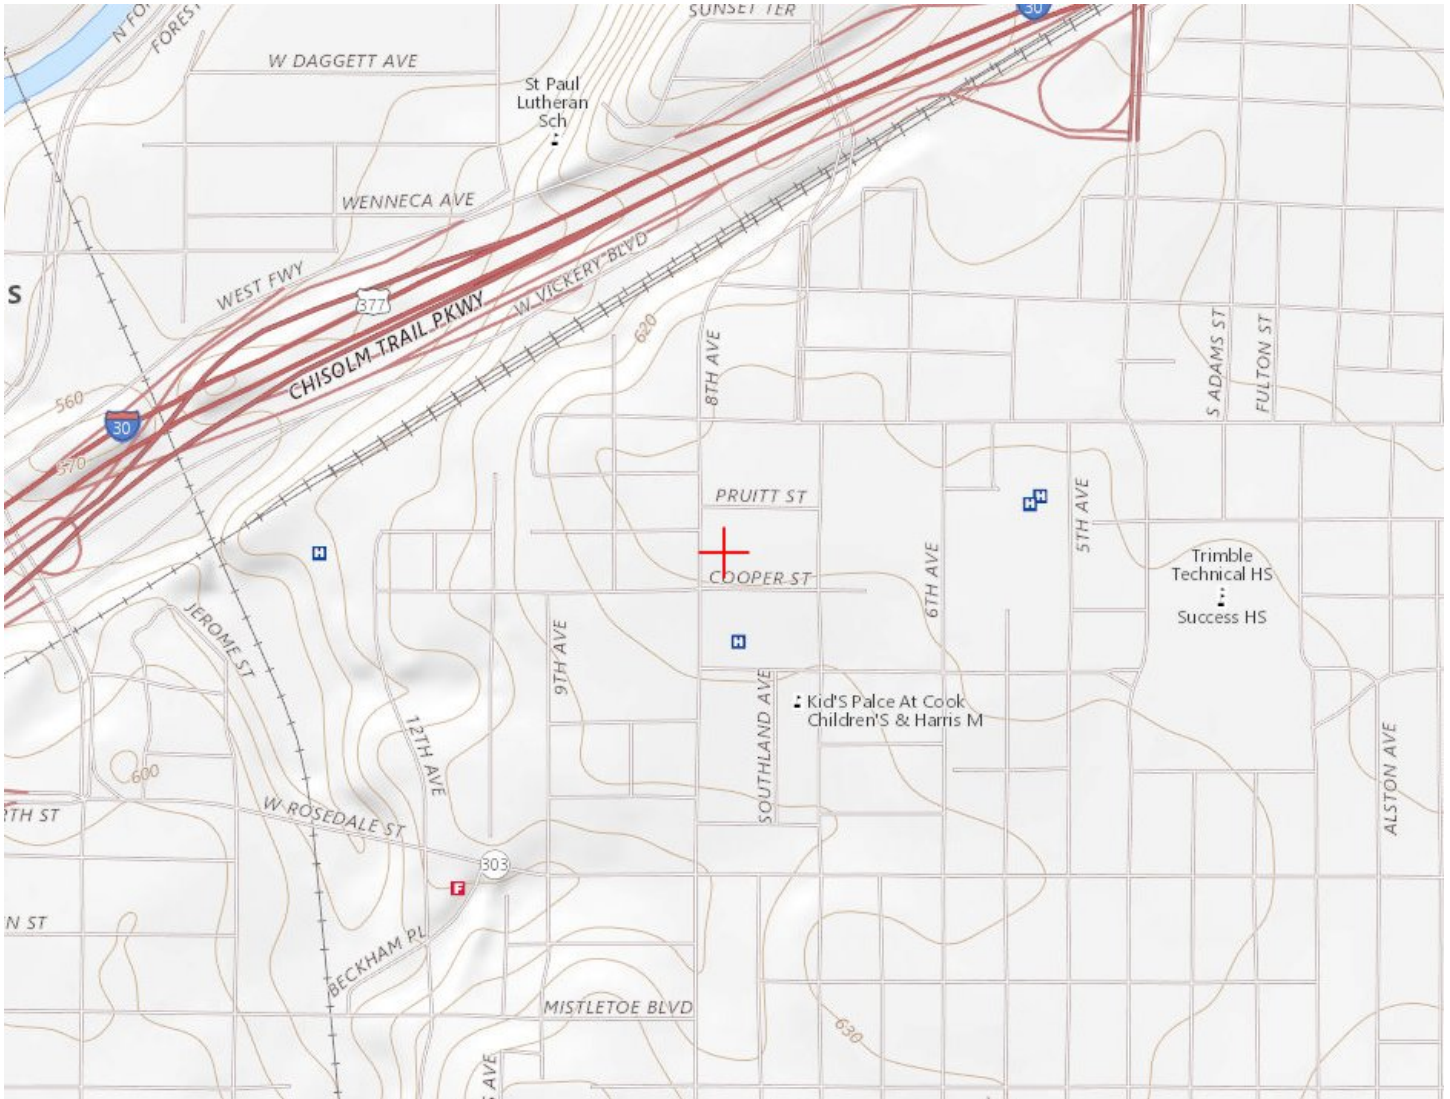 SUNSET TER
30
N FO
FOREST
W DAGGETT AVE
St Paul
Lutheran
Sch
WENNECA AVE
WEST FWY
377
W VICKERY BLVD
S
CHISOLM TRAIL PKWY
620
8TH AVE
S ADAMS ST
FULTON ST
560
30
570
PRUITT ST
H
H
5TH AVE
H
COOPER ST
6TH AVE
Trimble
Technical HS
Success HS
JEROME ST
9TH AVE
H
SOUTHLAND AVE
Kid'S Palce At Cook
Children'S & Harris M
12TH AVE
600
ALSTON AVE
RTH ST
W ROSEDALE ST
303
F
N ST
BECKHAM PL
MISTLETOE BLVD
630
S AVE